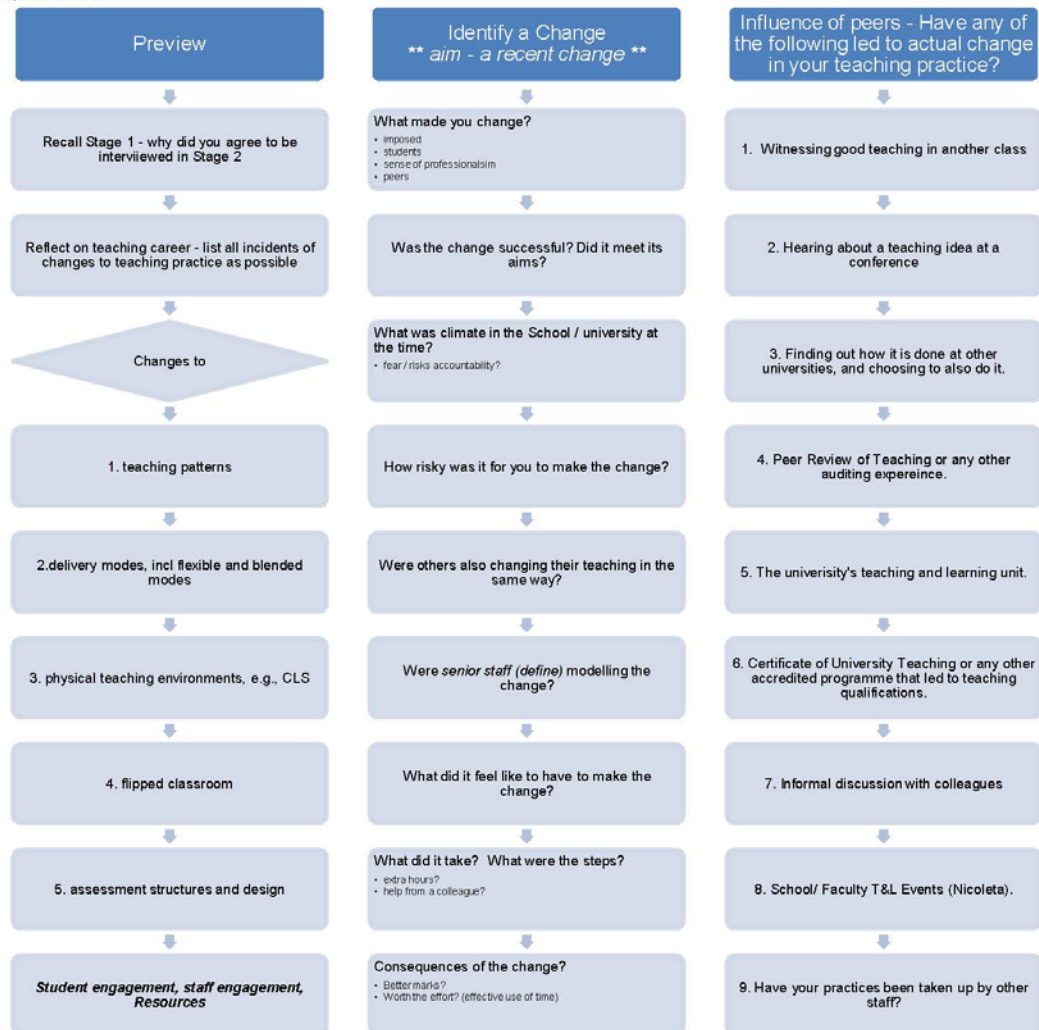 Preview
Recall Stage 1 - why did you agree to be
interviiewed in Stage 2
Reflect on teaching career - list all incidents of
changes to teaching practice as possible
Changes to
1. teaching patterns
2.delivery modes, incl flexible and blended
modes
3. physical teaching environments, e.g., CLS
4. flipped classroom
5. assessment structures and design
Student engagement, staff engagement,
Resources
Identify a Change
** aim - a recent change **
What made you change?
• imposed
• students
• sense of professionalsim
• peers
Was the change successful? Did it meet its
aims?
What was climate in the School / university at
the time?
• fear / risks accountability?
How risky was it for you to make the change?
Were others also changing their teaching in the
same way?
Were senior staff (define) modelling the
change?
What did it feel like to have to make the
change?
What did it take? What were the steps?
• extra hours?
• help from a colleague?
Consequences of the change?
• Better marks?
• Worth the effort? (effective use of time)
Influence of peers - Have any of
the following led to actual change
in your teaching practice?
1. Witnessing good teaching in another class
2. Hearing about a teaching idea at a
conference
3. Finding out how it is done at other
universities, and choosing to also do it.
4. Peer Review of Teaching or any other
auditing expereince.
5. The univerisity's teaching and learning unit.
6. Certificate of University Teaching or any other
accredited programme that led to teaching
qualifications.
7. Informal discussion with colleagues
8. School/ Faculty T&L Events (Nicoleta).
9. Have your practices been taken up by other
staff?